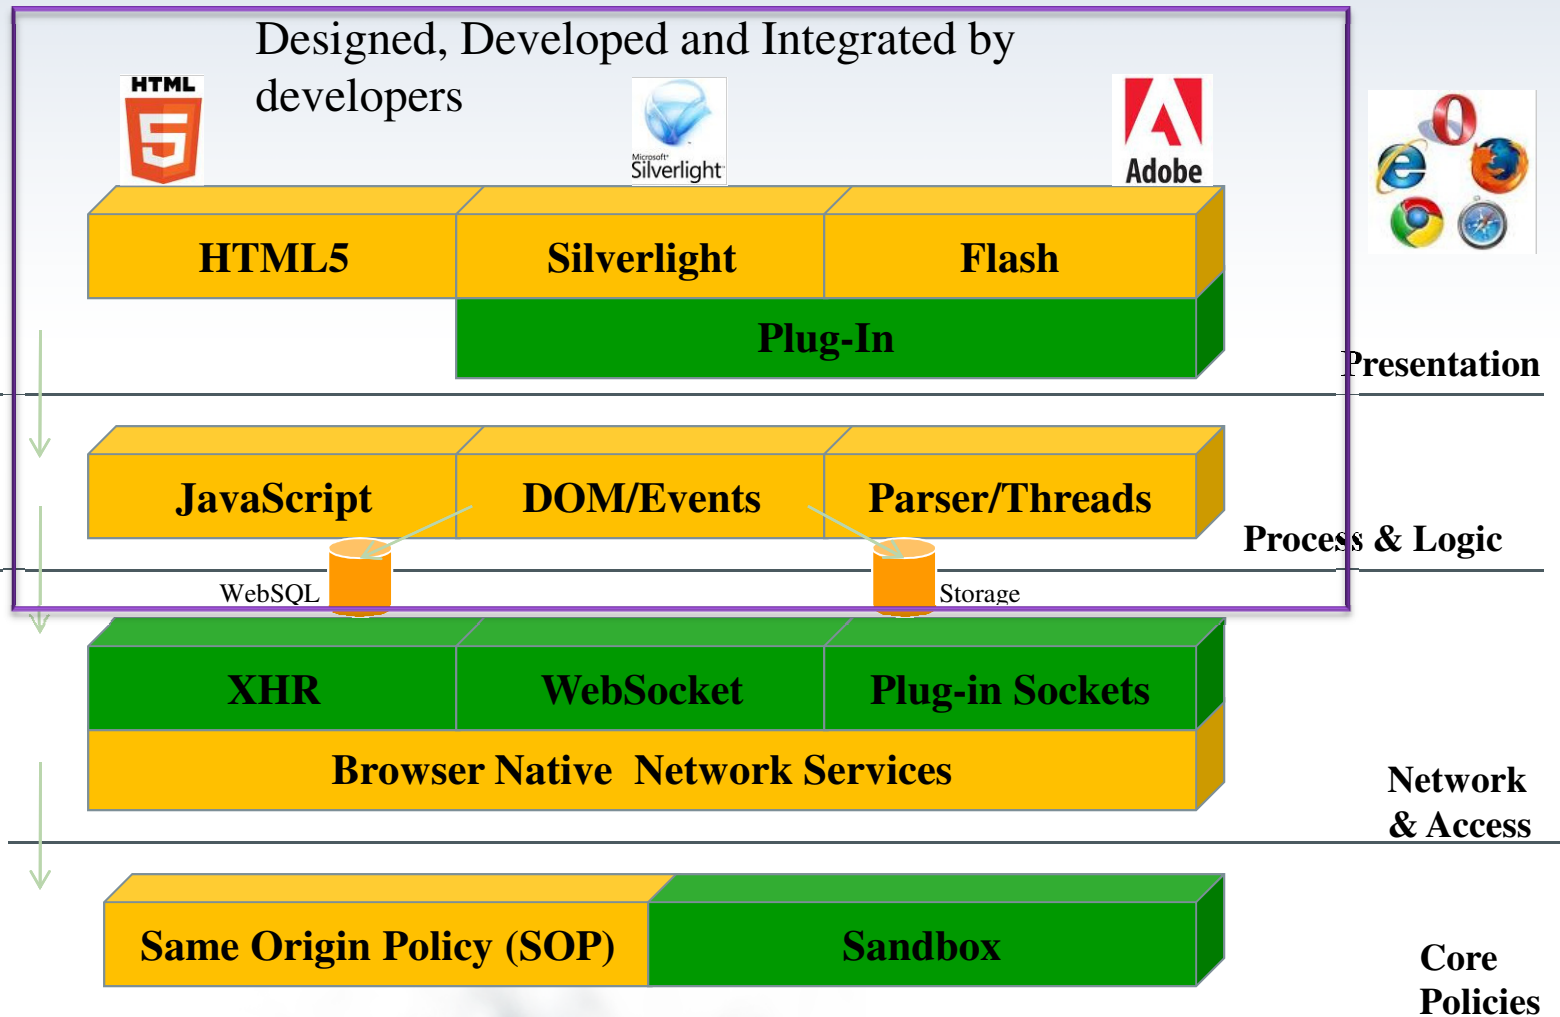 Designed, Developed and Integrated by
developers
HTML
5
Microsoft
Silverlight
Adobe
HTML5
Silverlight
Flash
Plug-In
Presentation
JavaScript
DOM/Events
Parser/Threads
Process & Logic
WebSQL
Storage
XHR
WebSocket
Plug-in Sockets
Browser Native Network Services
Network
& Access
Same Origin Policy (SOP)
Sandbox
Core
Policies